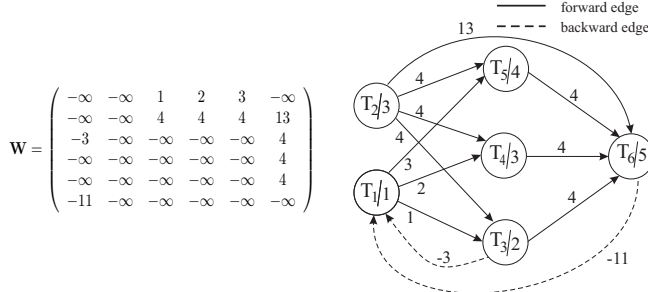 forward edge
backward edge
W =
-∞ -∞ 1 2 3 -∞
-∞ -∞ 4 4 4 13
-3 -∞ -∞ -∞ -∞ 4
-∞ -∞ -∞ -∞ -∞ 4
-∞ -∞ -∞ -∞ -∞ 4
-11 -∞ -∞ -∞ -∞ -∞
13
T5/4
4
T2/3
4
4
4
3
T4/3
4
T6/5
T1/1
2
1
4
T3/2
-3
-11